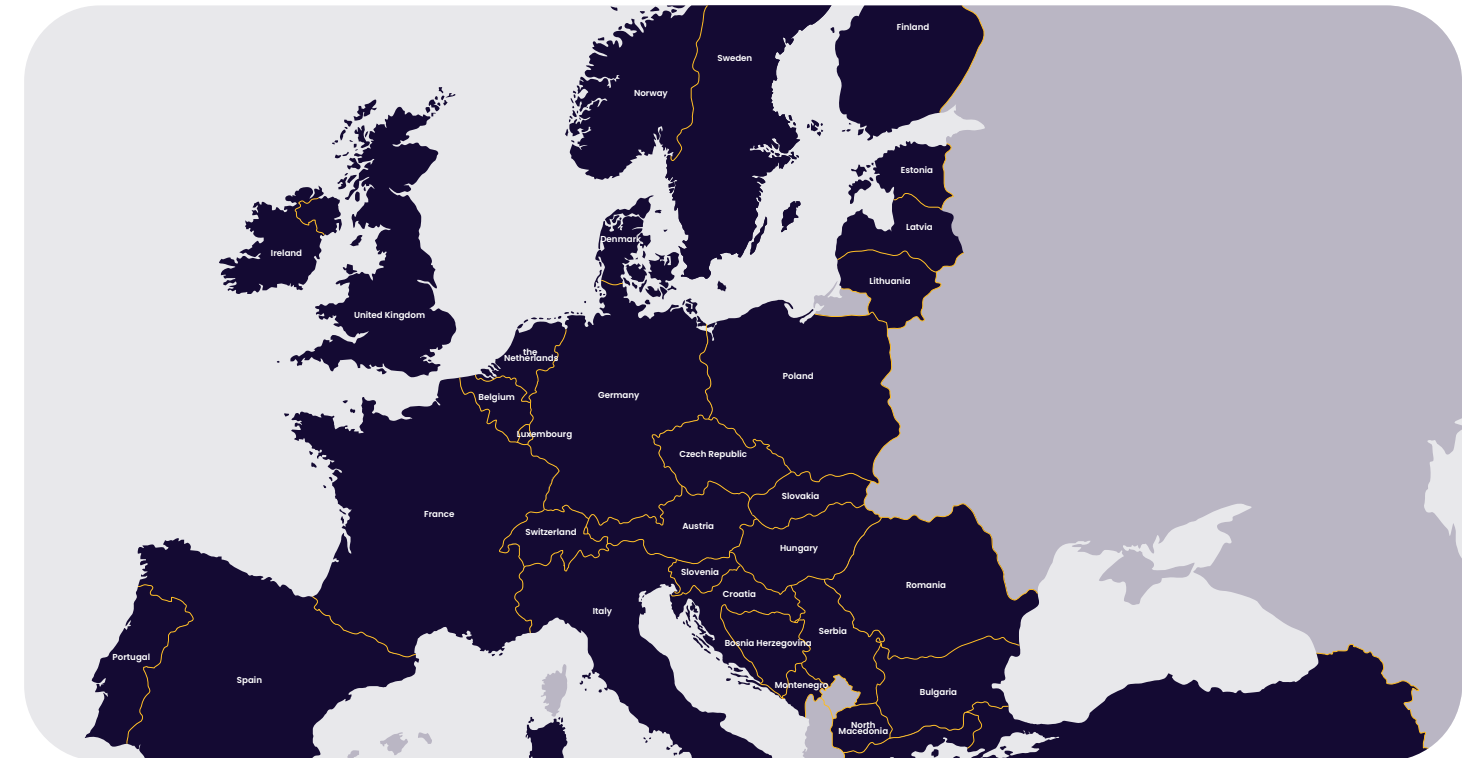 Finland
Sweden
Norway
Estonia
Latvia
Denmark
Ireland
Lithuania
United Kingdom
the
Netherlands
Poland
Germany
Belgium
Luxembourg
Czech Republic
Slovakia
France
Austria
Switzerland
Hungary
Slovenia
Romania
Croatia
Italy
Serbia
Bosnia Herzegovina
Portugal
Spain
Montenegro
Bulgaria
North
Macedonia